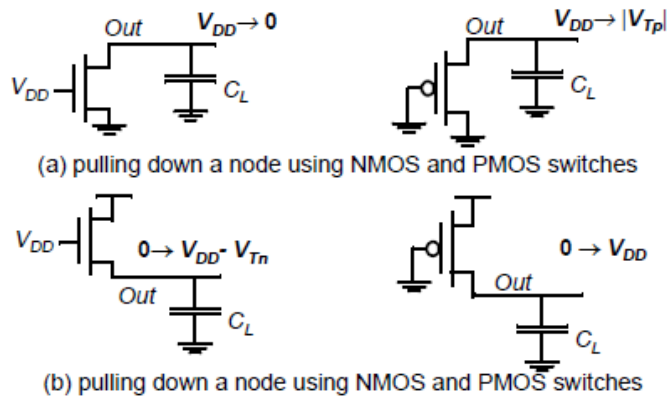 Out V_DD → 0
V_DD
C_L
Out V_DD → |V_Tp|
C_L
(a) pulling down a node using NMOS and PMOS switches
V_DD
0 → V_DD - V_Tn
Out
C_L
0 → V_DD
Out
C_L
(b) pulling down a node using NMOS and PMOS switches